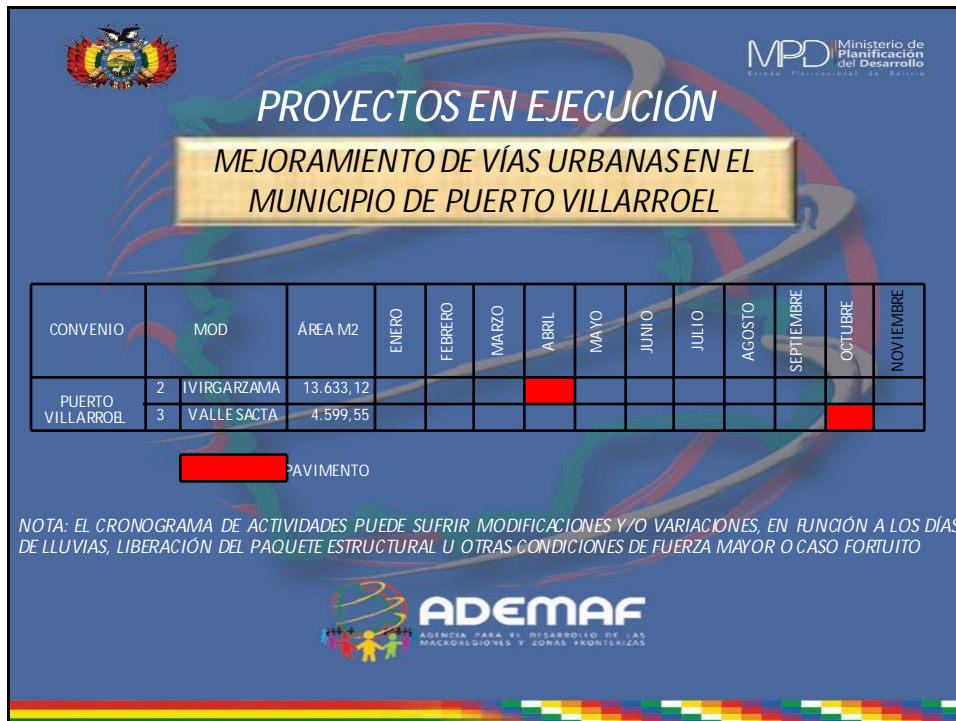 MPD Ministerio de
Planificación
del Desarrollo
Estado Plurinacional de Bolivia
PROYECTOS EN EJECUCIÓN
MEJORAMIENTO DE VÍAS URBANAS EN EL
MUNICIPIO DE PUERTO VILLARROEL
CONVENIO MOD ÁREA M2 ENERO FEBRERO MARZO ABRIL MAYO JUNIO JULIO AGOSTO SEPTIEMBRE OCTUBRE NOVIEMBRE
PUERTO VILLARROEL
2 IVIRGARZAMA 13.633,12
3 VALLE SACTA 4.599,55
PAVIMENTO
NOTA: EL CRONOGRAMA DE ACTIVIDADES PUEDE SUFRIR MODIFICACIONES Y/O VARIACIONES, EN FUNCIÓN A LOS DÍAS
DE LLUVIAS, LIBERACIÓN DEL PAQUETE ESTRUCTURAL U OTRAS CONDICIONES DE FUERZA MAYOR O CASO FORTUITO
ADEMAF
AGENCIA PARA EL DESARROLLO DE LAS
MACROREGIONES Y ZONAS FRONTERIZAS